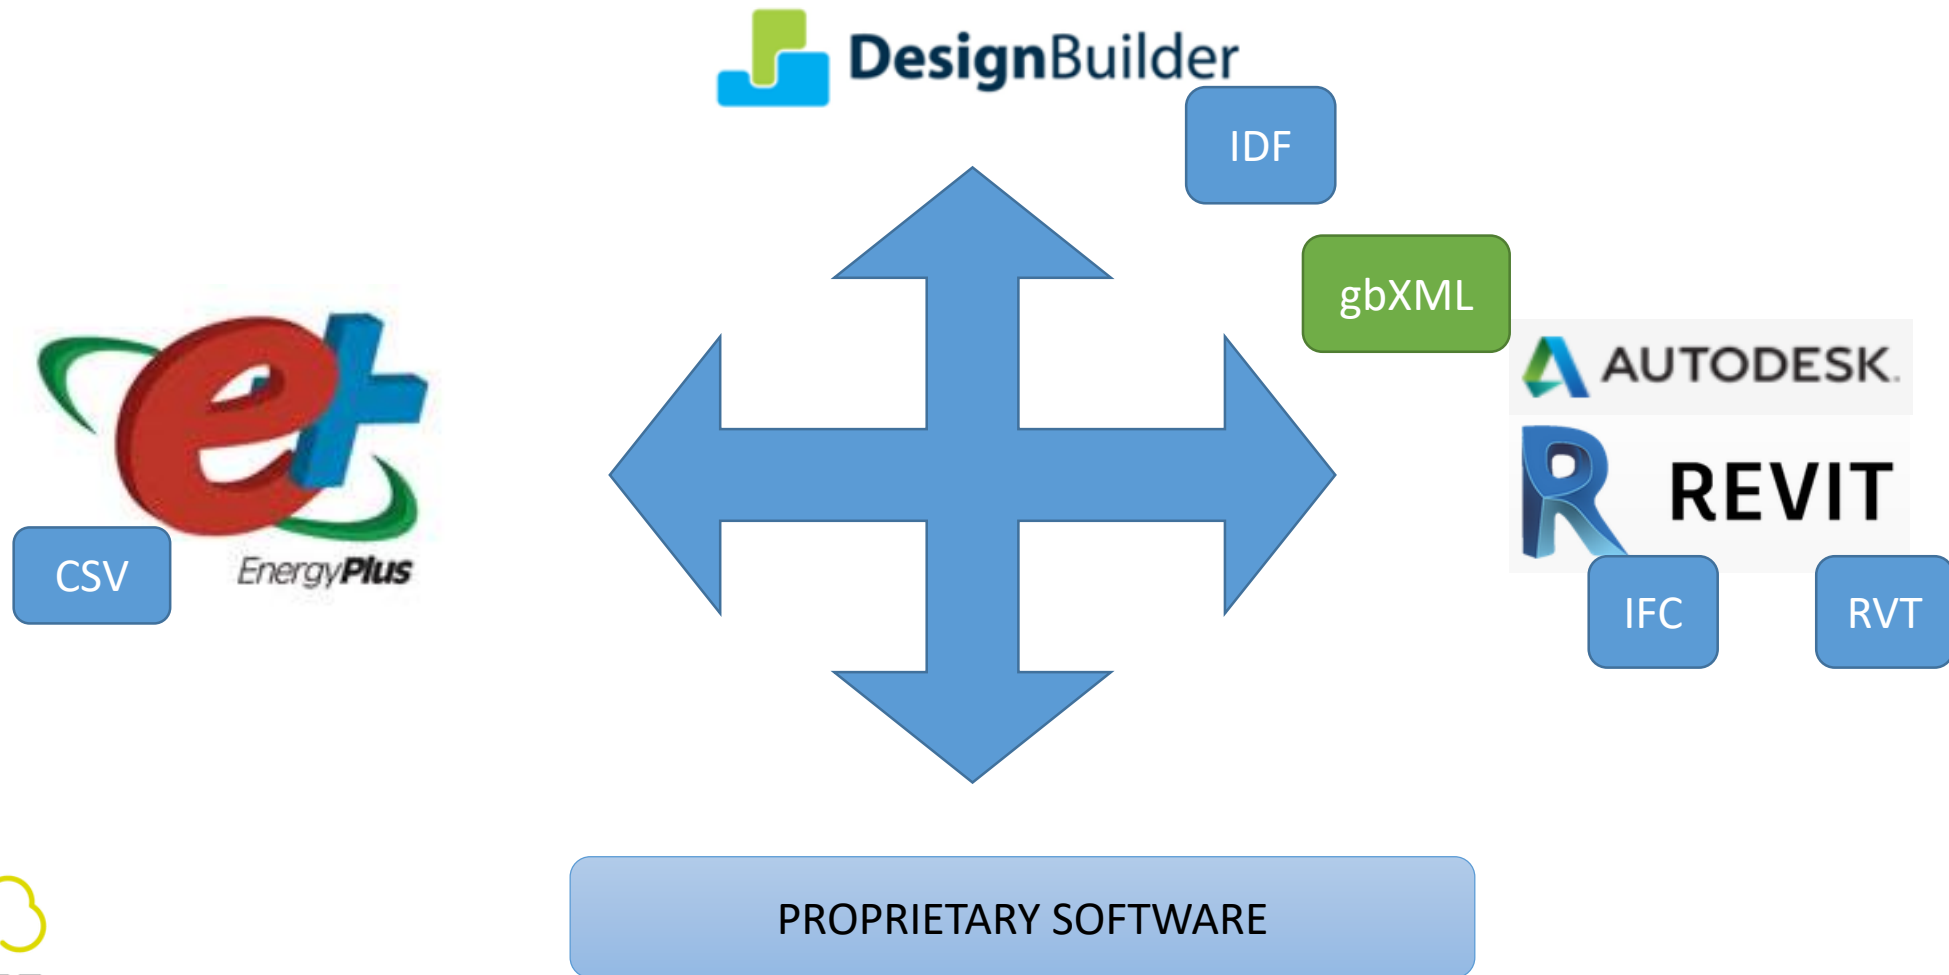 DesignBuilder
IDF
gbXML
AUTODESK.
REVIT
EnergyPlus
e+
CSV
IFC
RVT
PROPRIETARY SOFTWARE